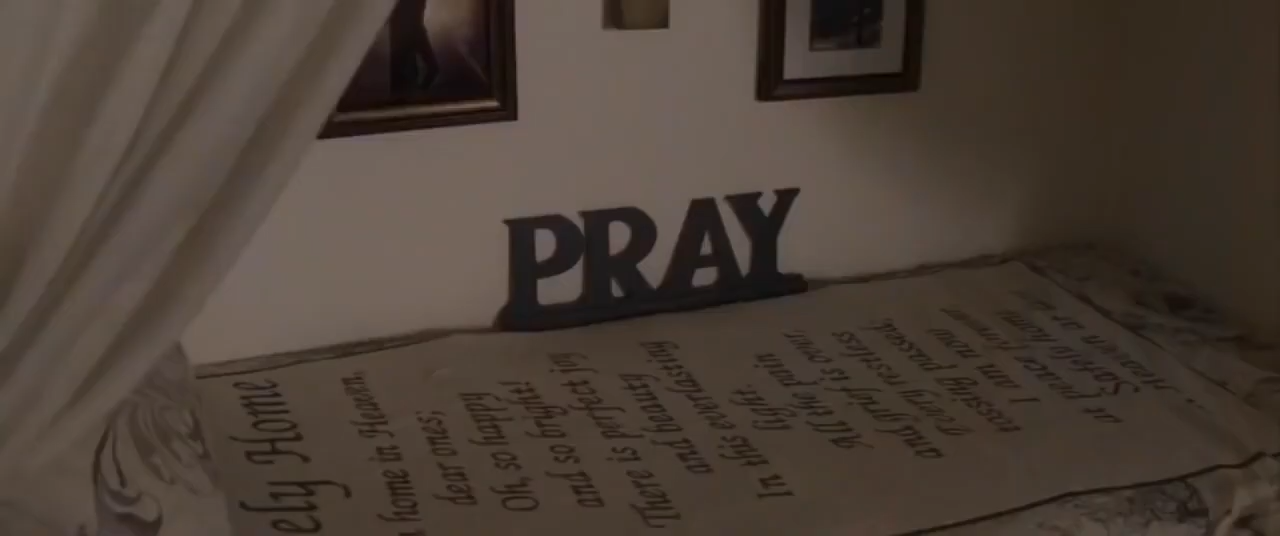 PRAY
ely Home
home in Heaven,
dear ones;
Oh, so happy
and so bright!
There is perfect joy
and beauty
In this everlasting
light.
All the pain
and grief is over,
Every restless
tossing passed;
I am now
at peace forever
Safely home
Heaven at